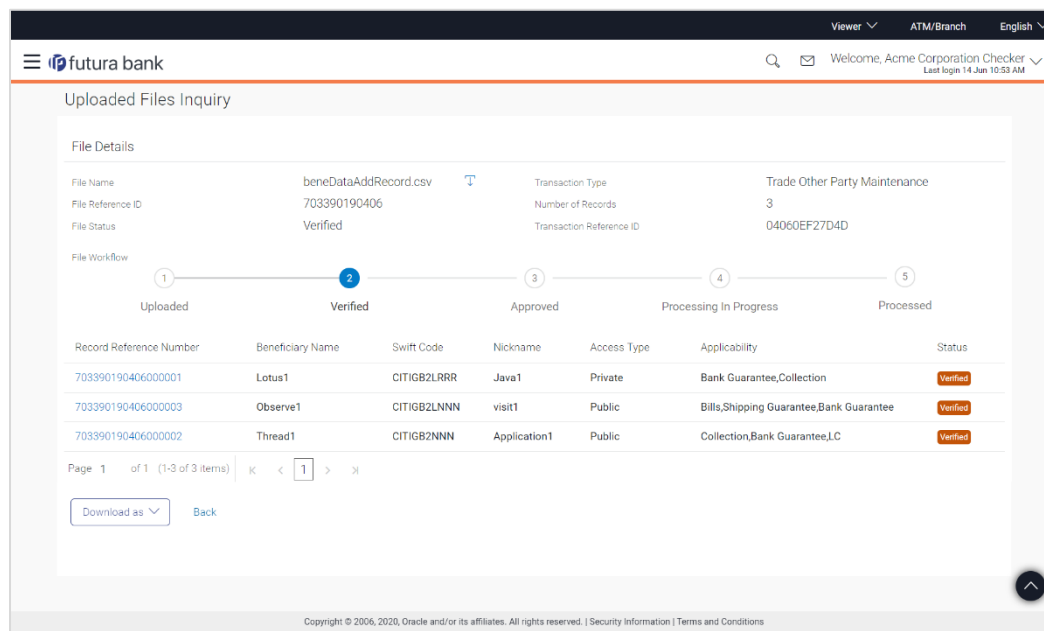 Viewer ATM/Branch English
futura bank Welcome, Acme Corporation Checker
Last login 14 Jun 10:53 AM
Uploaded Files Inquiry
File Details
File Name beneDataAddRecord.csv Transaction Type Trade Other Party Maintenance
File Reference ID 703390190406 Number of Records 3
File Status Verified Transaction Reference ID 04060EF27D4D
File Workflow
1 2 3 4 5
Uploaded Verified Approved Processing In Progress Processed
Record Reference Number Beneficiary Name Swift Code Nickname Access Type Applicability Status
703390190406000001 Lotus1 CITIGB2LRRR Java1 Private Bank Guarantee,Collection Verified
703390190406000003 Observe1 CITIGB2LNNN visit1 Public Bills,Shipping Guarantee,Bank Guarantee Verified
703390190406000002 Thread1 CITIGB2NNN Application1 Public Collection,Bank Guarantee,LC Verified
Page 1 of 1 (1-3 of 3 items) 1
Download as Back
Copyright © 2006, 2020, Oracle and/or its affiliates. All rights reserved. | Security Information | Terms and Conditions